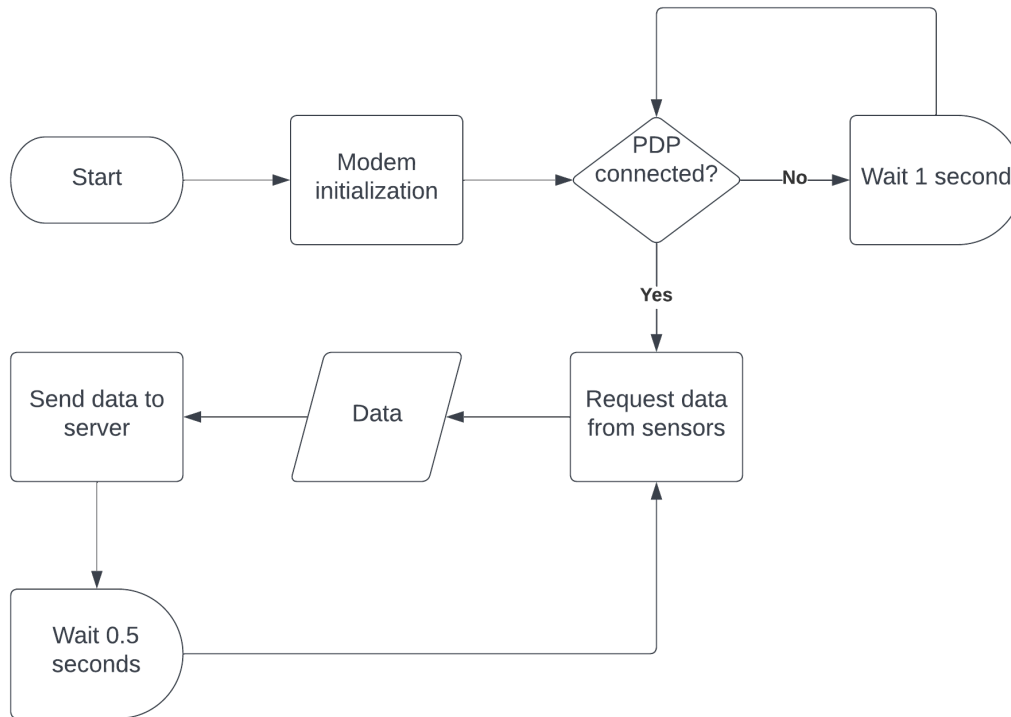 Start
Modem
initialization
PDP
connected?
No
Wait 1 second
Yes
Send data to
server
Data
Request data
from sensors
Wait 0.5
seconds